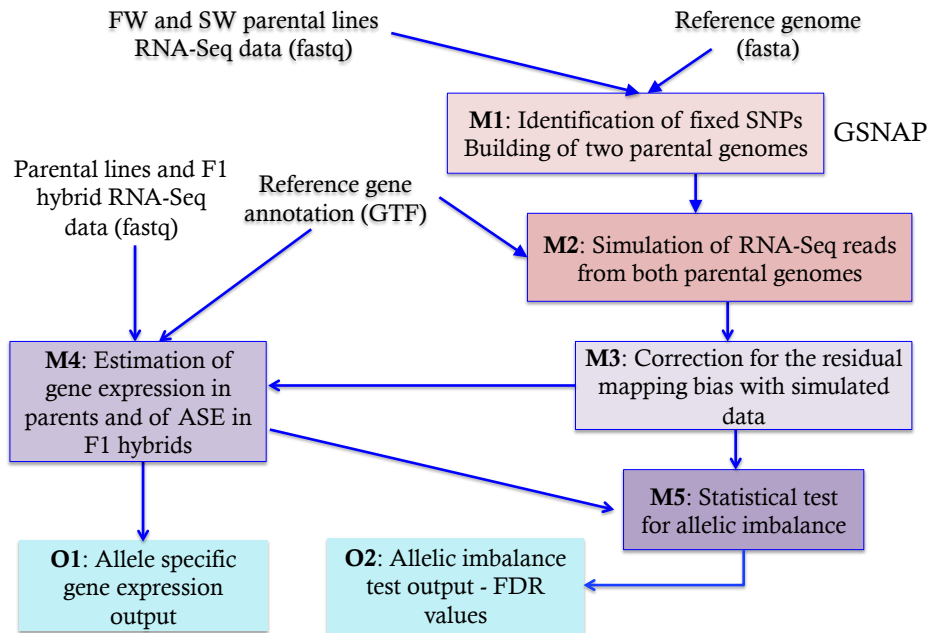 FW and SW parental lines
RNA-Seq data (fastq)
Reference genome
(fasta)
M1: Identification of fixed SNPs
Building of two parental genomes
GSNAP
Parental lines and F1
hybrid RNA-Seq
data (fastq)
Reference gene
annotation (GTF)
M2: Simulation of RNA-Seq reads
from both parental genomes
M4: Estimation of
gene expression in
parents and of ASE in
F1 hybrids
M3: Correction for the residual
mapping bias with simulated
data
M5: Statistical test
for allelic imbalance
O1: Allele specific
gene expression
output
O2: Allelic imbalance
test output - FDR
values